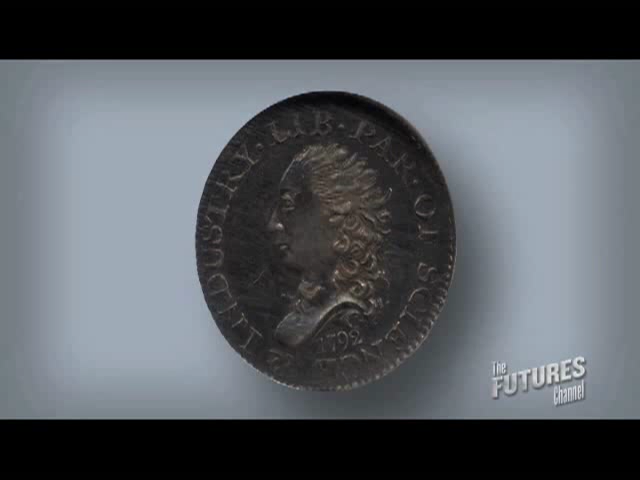 LIB · PAR · OF SCIENCE & INDUSTRY ·
1792
The
FUTURES
Channel